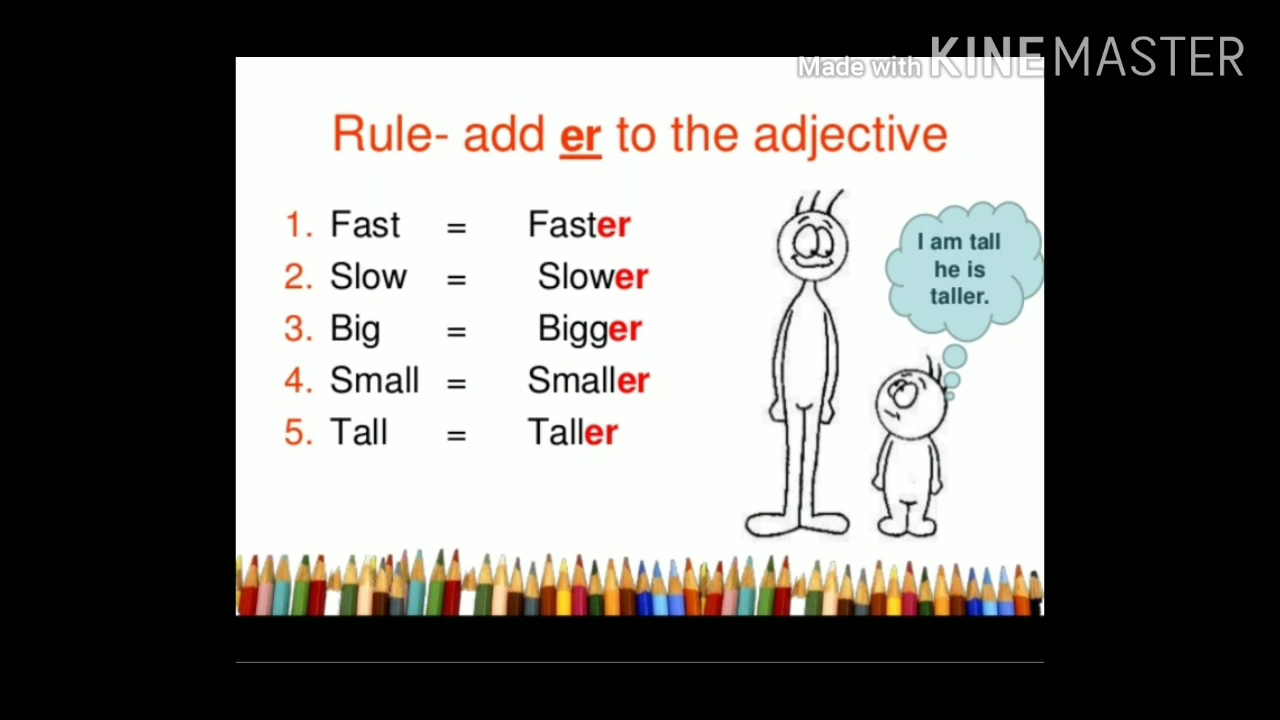 Made with KINEMASTER
Rule- add er to the adjective
1. Fast = Faster
2. Slow = Slower
3. Big = Bigger
4. Small = Smaller
5. Tall = Taller
I am tall
he is
taller.